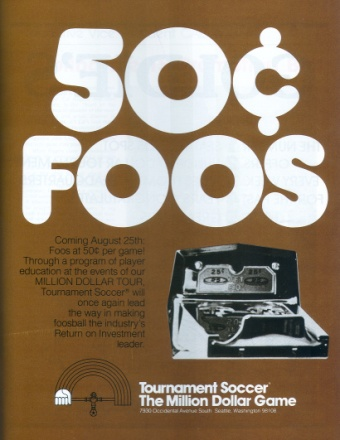 50¢
FOOS
Coming August 25th:
Foos at 50¢ per game!
Through a program of player
education at the events of our
MILLION DOLLAR TOUR,
Tournament Soccer® will
once again lead
the way in making
foosball the industry's
Return on Investment
leader.
25¢ 25¢
Tournament Soccer®
The Million Dollar Game
7930 Occidental Avenue South Seattle, Washington 98108